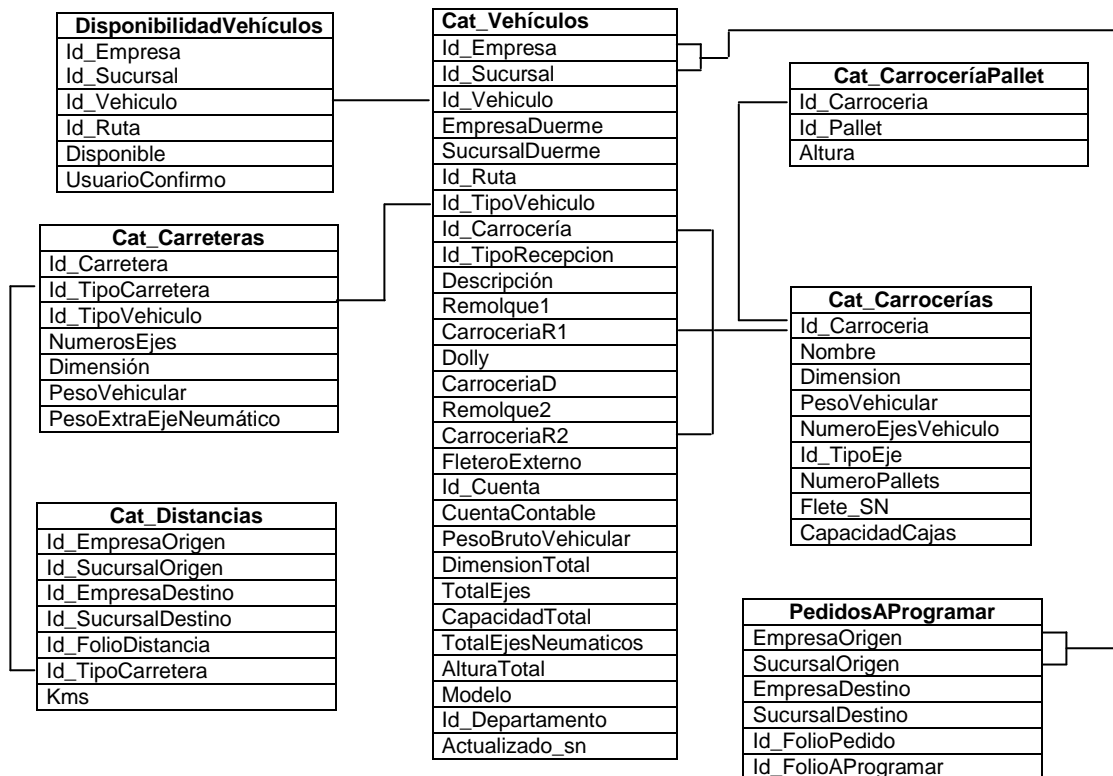 DisponibilidadVehículos
Id_Empresa
Id_Sucursal
Id_Vehiculo
Id_Ruta
Disponible
UsuarioConfirmo
Cat_Carreteras
Id_Carretera
Id_TipoCarretera
Id_TipoVehiculo
NumerosEjes
Dimensión
PesoVehicular
PesoExtraEjeNeumático
Cat_Distancias
Id_EmpresaOrigen
Id_SucursalOrigen
Id_EmpresaDestino
Id_SucursalDestino
Id_FolioDistancia
Id_TipoCarretera
Kms
Cat_Vehículos
Id_Empresa
Id_Sucursal
Id_Vehiculo
EmpresaDuerme
SucursalDuerme
Id_Ruta
Id_TipoVehiculo
Id_Carrocería
Id_TipoRecepcion
Descripción
Remolque1
CarroceriaR1
Dolly
CarroceriaD
Remolque2
CarroceriaR2
FleteroExterno
Id_Cuenta
CuentaContable
PesoBrutoVehicular
DimensionTotal
TotalEjes
CapacidadTotal
TotalEjesNeumaticos
AlturaTotal
Modelo
Id_Departamento
Actualizado_sn
Cat_CarroceríaPallet
Id_Carroceria
Id_Pallet
Altura
Cat_Carrocerías
Id_Carroceria
Nombre
Dimension
PesoVehicular
NumeroEjesVehiculo
Id_TipoEje
NumeroPallets
Flete_SN
CapacidadCajas
PedidosAProgramar
EmpresaOrigen
SucursalOrigen
EmpresaDestino
SucursalDestino
Id_FolioPedido
Id_FolioAProgramar